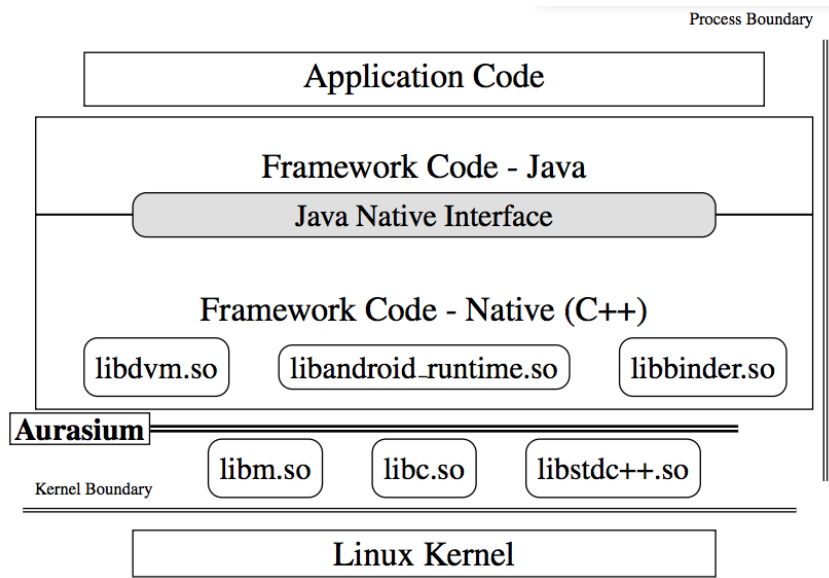 Process Boundary
Application Code
Framework Code - Java
Java Native Interface
Framework Code - Native (C++)
libdvm.so libandroid_runtime.so libbinder.so
Aurasium
libm.so libc.so libstdc++.so
Kernel Boundary
Linux Kernel